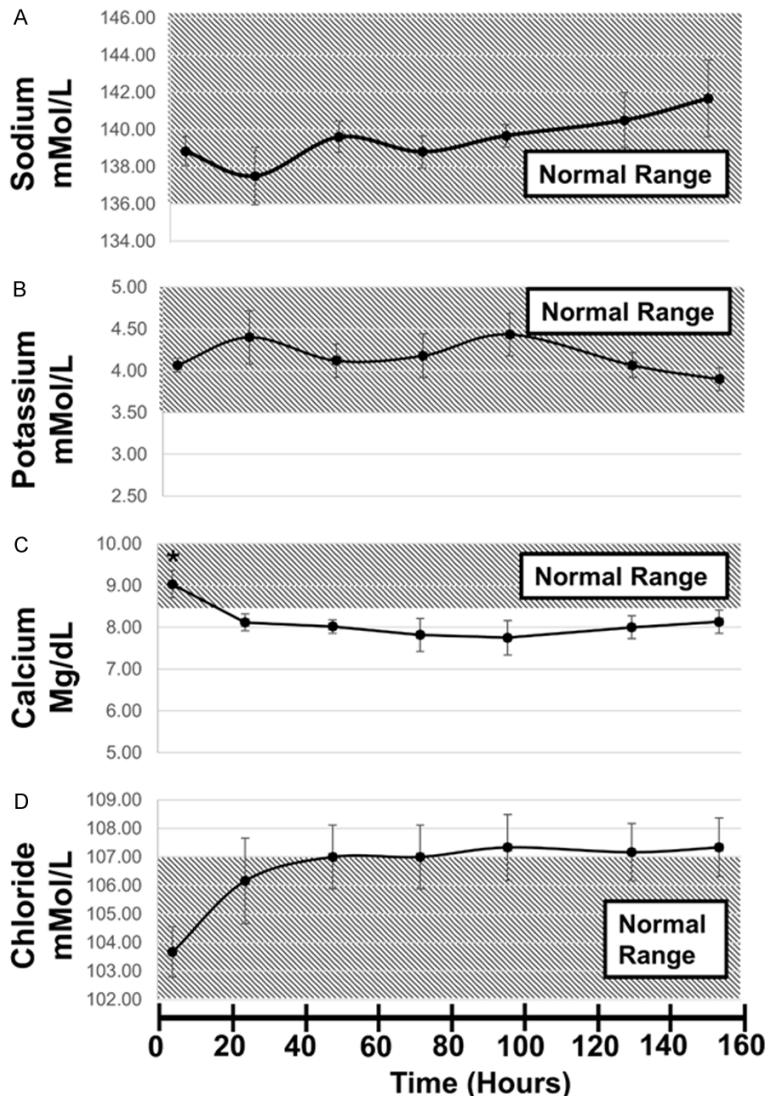 A
Sodium
mMol/L
146.00
144.00
142.00
140.00
138.00
136.00
134.00
Normal Range
B
Potassium
mMol/L
5.00
4.50
4.00
3.50
3.00
2.50
Normal Range
C
Calcium
Mg/dL
10.00
9.00
8.00
7.00
6.00
5.00
*
Normal Range
D
Chloride
mMol/L
109.00
108.00
107.00
106.00
105.00
104.00
103.00
102.00
Normal
Range
0 20 40 60 80 100 120 140 160
Time (Hours)